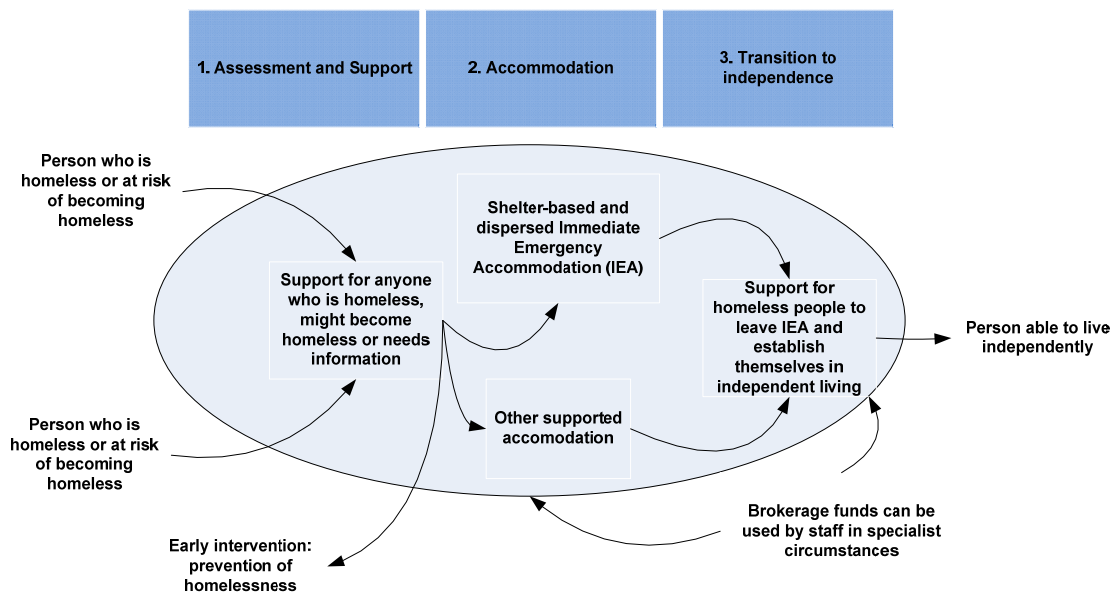 1. Assessment and Support
2. Accommodation
3. Transition to
independence
Person who is
homeless or at risk
of becoming
homeless
Shelter-based and
dispersed Immediate
Emergency
Accommodation (IEA)
Support for anyone
who is homeless,
might become
homeless or needs
information
Support for
homeless people to
leave IEA and
establish
themselves in
independent living
Person able to live
independently
Other supported
accomodation
Person who is
homeless or at risk
of becoming
homeless
Brokerage funds can be
used by staff in specialist
circumstances
Early intervention:
prevention of
homelessness